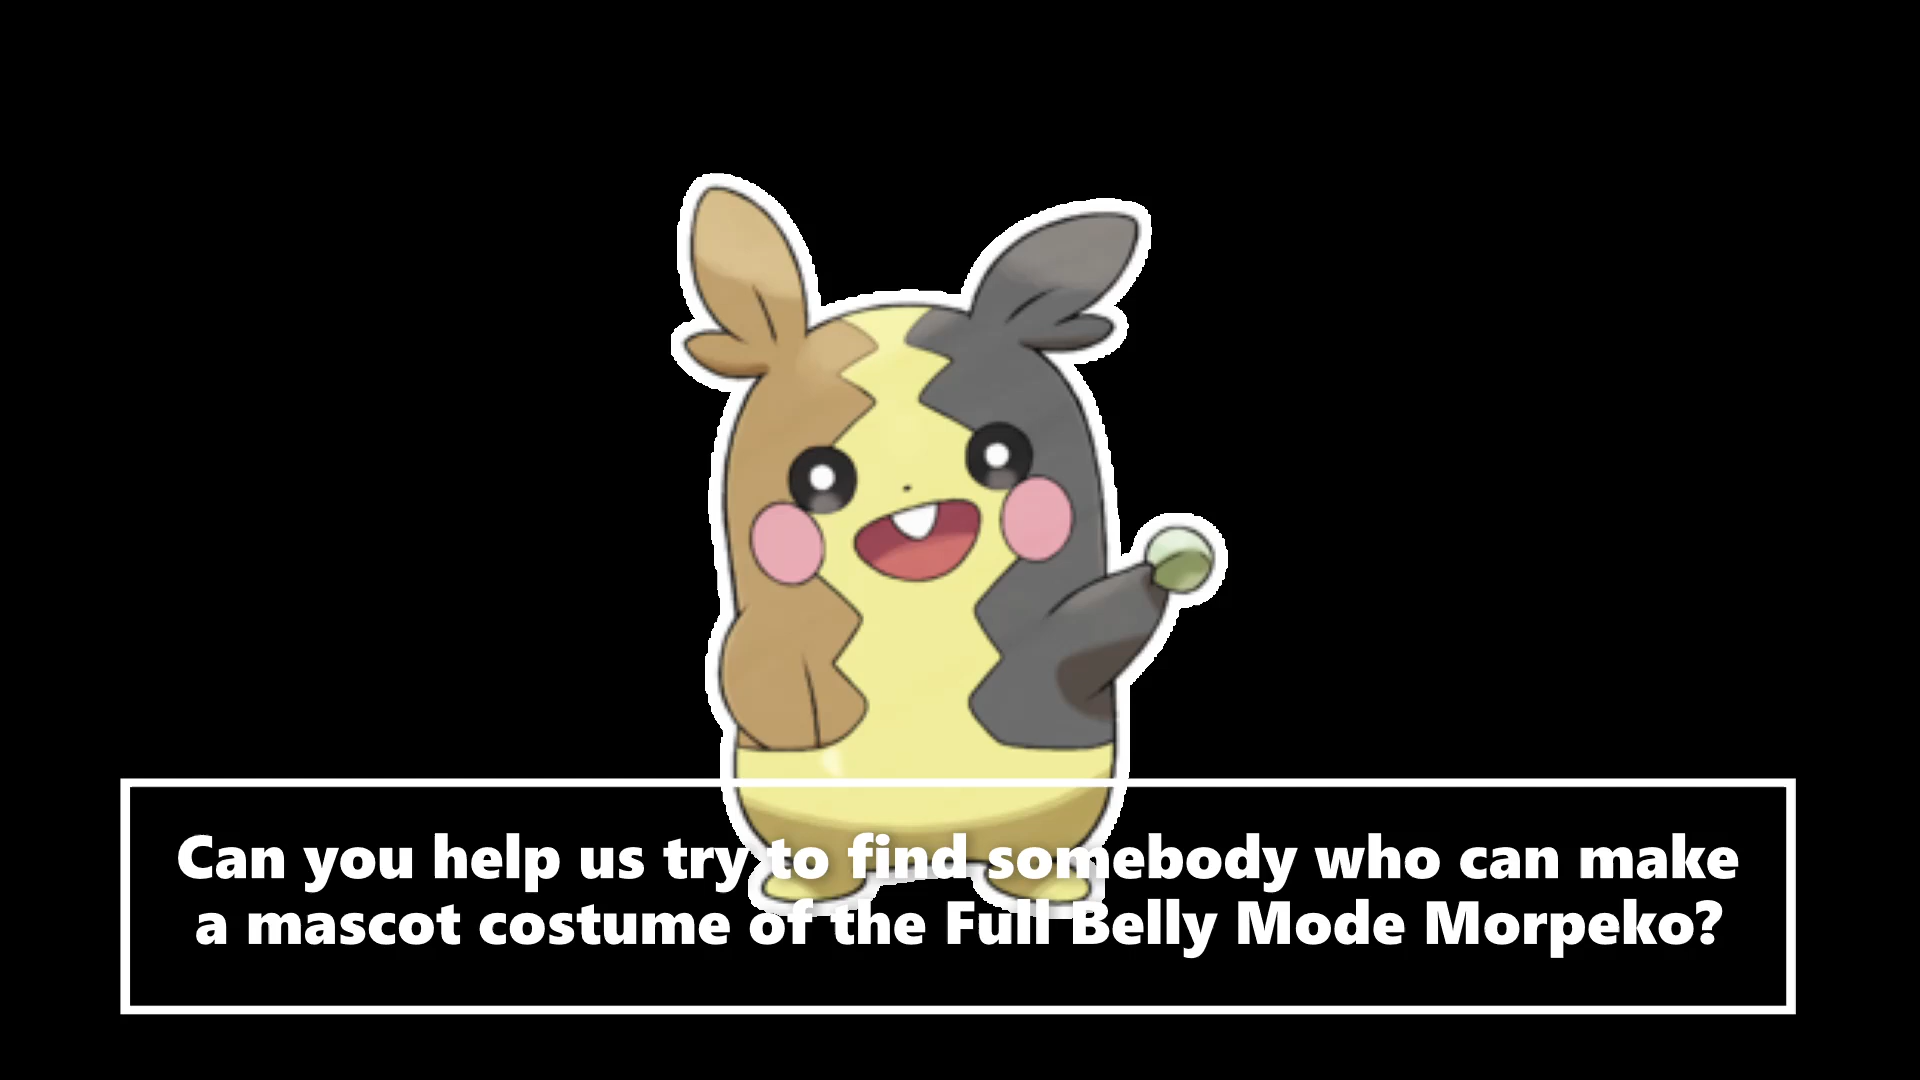 Can you help us try to find somebody who can make
a mascot costume of the Full Belly Mode Morpeko?